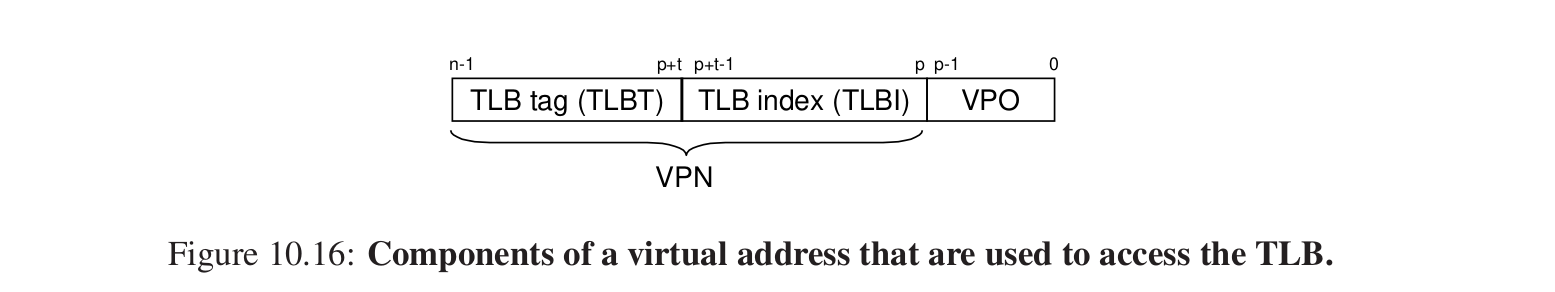 n-1 p+t p+t-1 p p-1 0
TLB tag (TLBT) TLB index (TLBI) VPO
VPN
Figure 10.16: Components of a virtual address that are used to access the TLB.